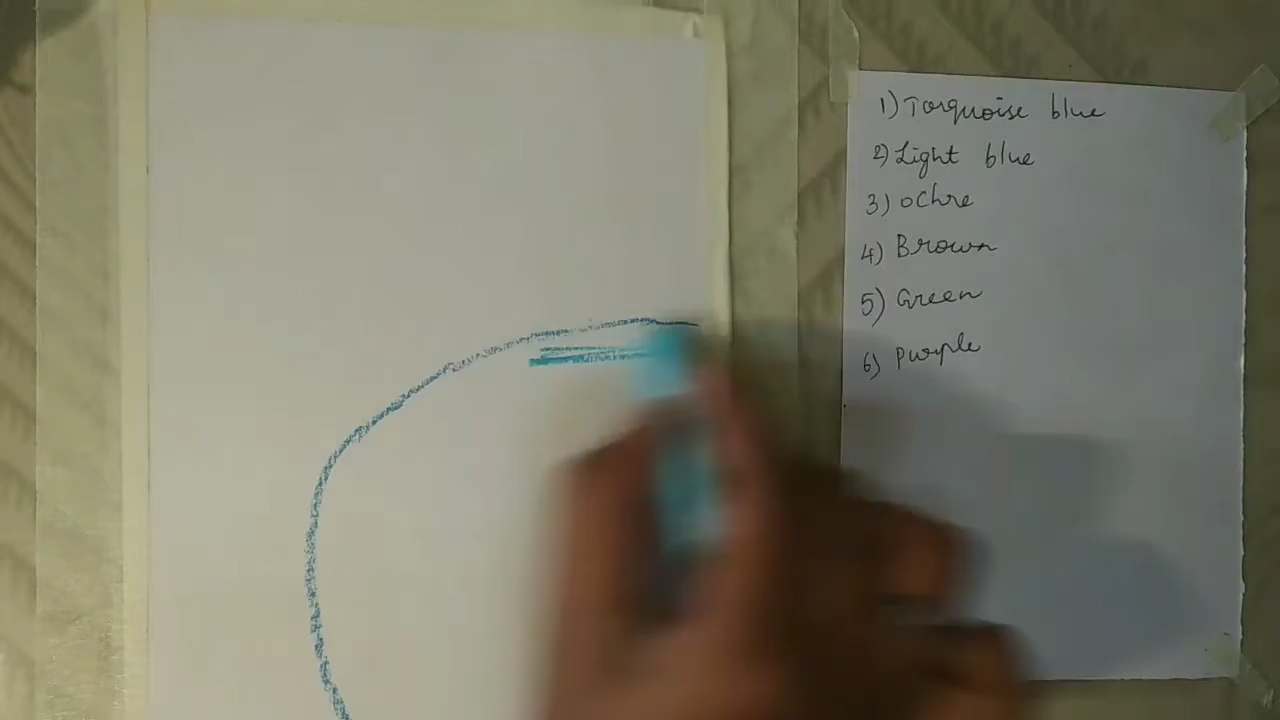 1) Torquoise blue
2) Light blue
3) ochre
4) Brown
5) Green
6) Purple